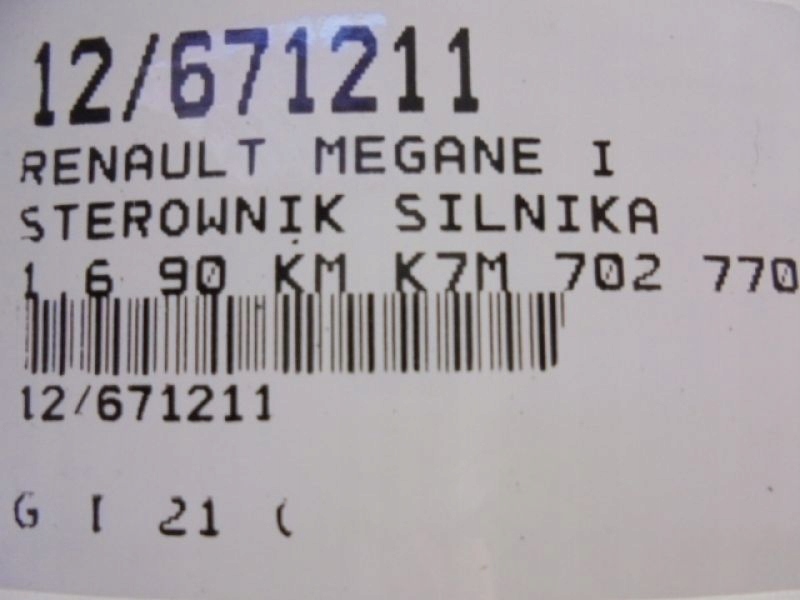 12/671211
RENAULT MEGANE I
STEROWNIK SILNIKA
1 6 90 KM K7M 702 770
12/671211
G I 21 (